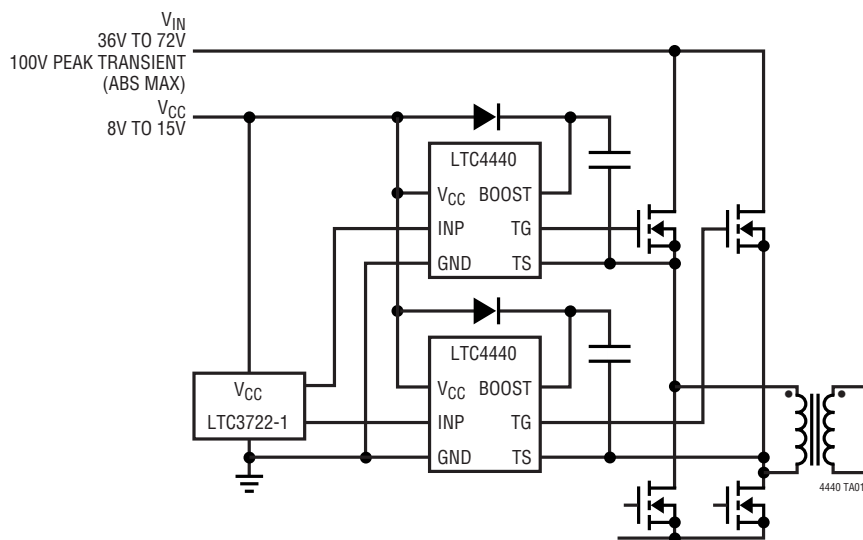 VIN
36V TO 72V
100V PEAK TRANSIENT
(ABS MAX)
VCC
8V TO 15V
LTC4440
VCC BOOST
INP TG
GND TS
LTC4440
VCC BOOST
INP TG
GND TS
VCC
LTC3722-1
4440 TA01